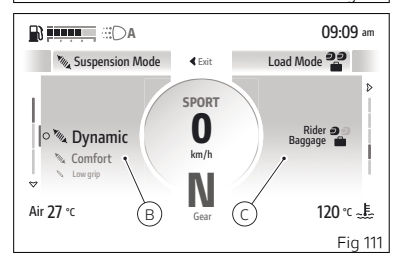 A 09:09 am
Suspension Mode Exit Load Mode
SPORT
0
km/h
Dynamic
Comfort
Low grip
Rider
Baggage
B
C
N
Gear
Air 27 °C
120 °C
Fig 111